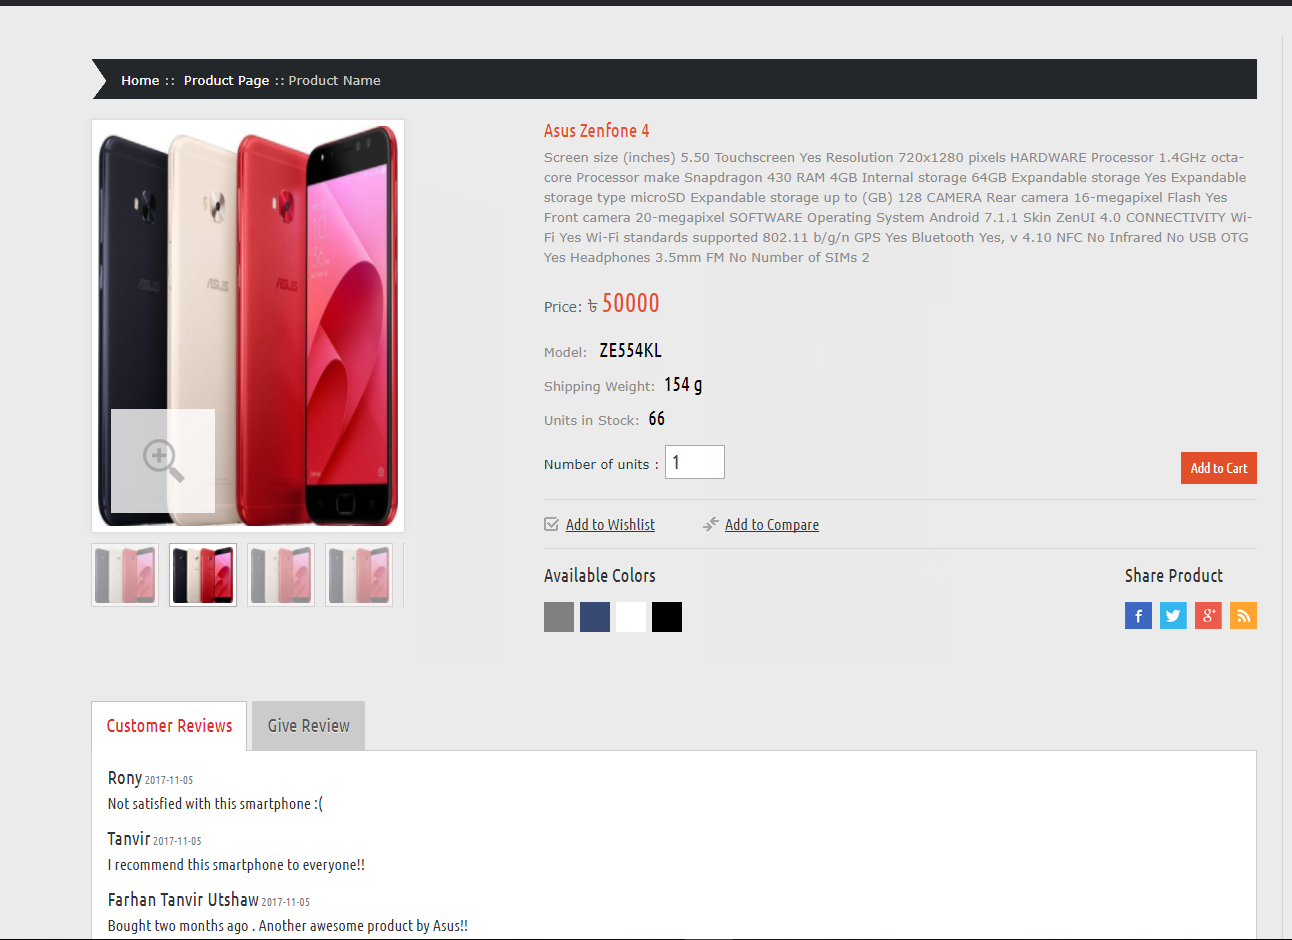 Home :: Product Page :: Product Name
Asus Zenfone 4
Screen size (inches) 5.50 Touchscreen Yes Resolution 720x1280 pixels HARDWARE Processor 1.4GHz octa-
core Processor make Snapdragon 430 RAM 4GB Internal storage 64GB Expandable storage Yes Expandable
storage type microSD Expandable storage up to (GB) 128 CAMERA Rear camera 16-megapixel Flash Yes
Front camera 20-megapixel SOFTWARE Operating System Android 7.1.1 Skin ZenUI 4.0 CONNECTIVITY Wi-
Fi Yes Wi-Fi standards supported 802.11 b/g/n GPS Yes Bluetooth Yes, v 4.10 NFC No Infrared No USB OTG
Yes Headphones 3.5mm FM No Number of SIMs 2
ASUS ASUS ASUS
Price: ৳ 50000
Model: ZE554KL
Shipping Weight: 154 g
Units in Stock: 66
Number of units : 1
Add to Cart
Add to Wishlist Add to Compare
Available Colors Share Product
Customer Reviews Give Review
Rony 2017-11-05
Not satisfied with this smartphone :(
Tanvir 2017-11-05
I recommend this smartphone to everyone!!
Farhan Tanvir Utshaw 2017-11-05
Bought two months ago . Another awesome product by Asus!!